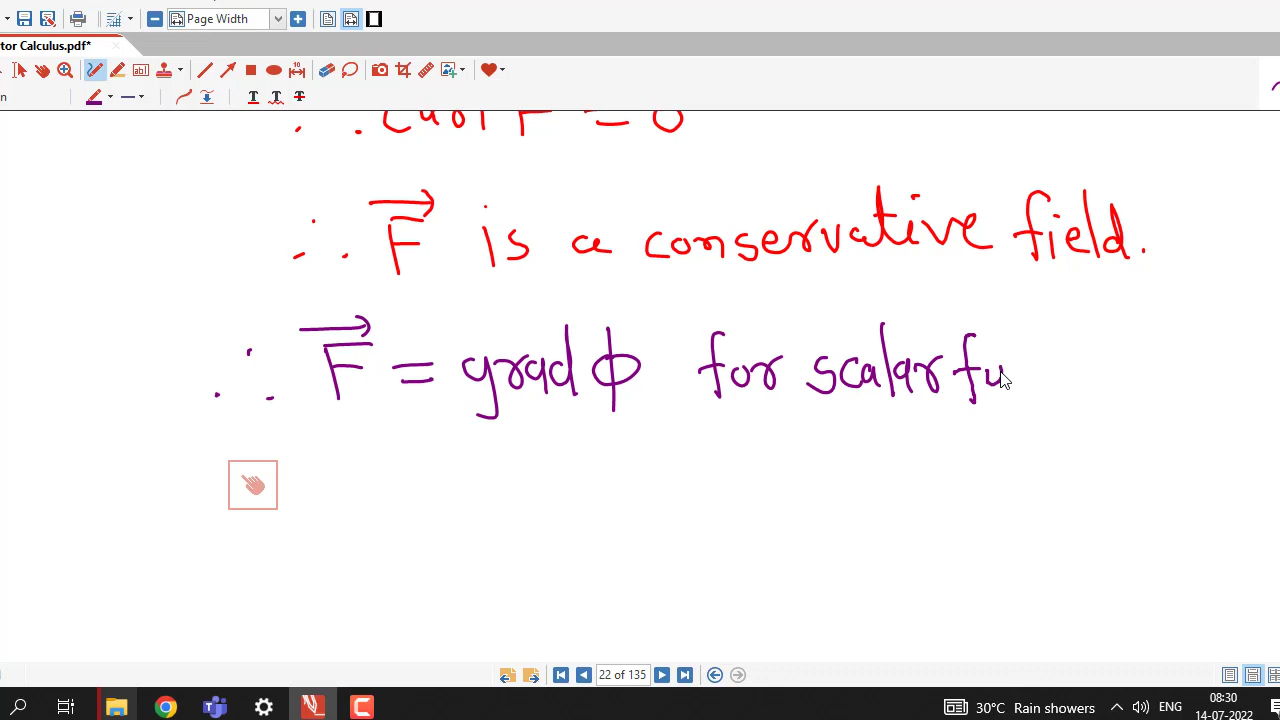 Page Width
tor Calculus.pdf*
∴ Curl F = 0
∴ F⃗ is a conservative field.
∴ F⃗ = grad ϕ for scalar fu
22 of 135
30°C Rain showers
ENG
08:30
14-07-2022